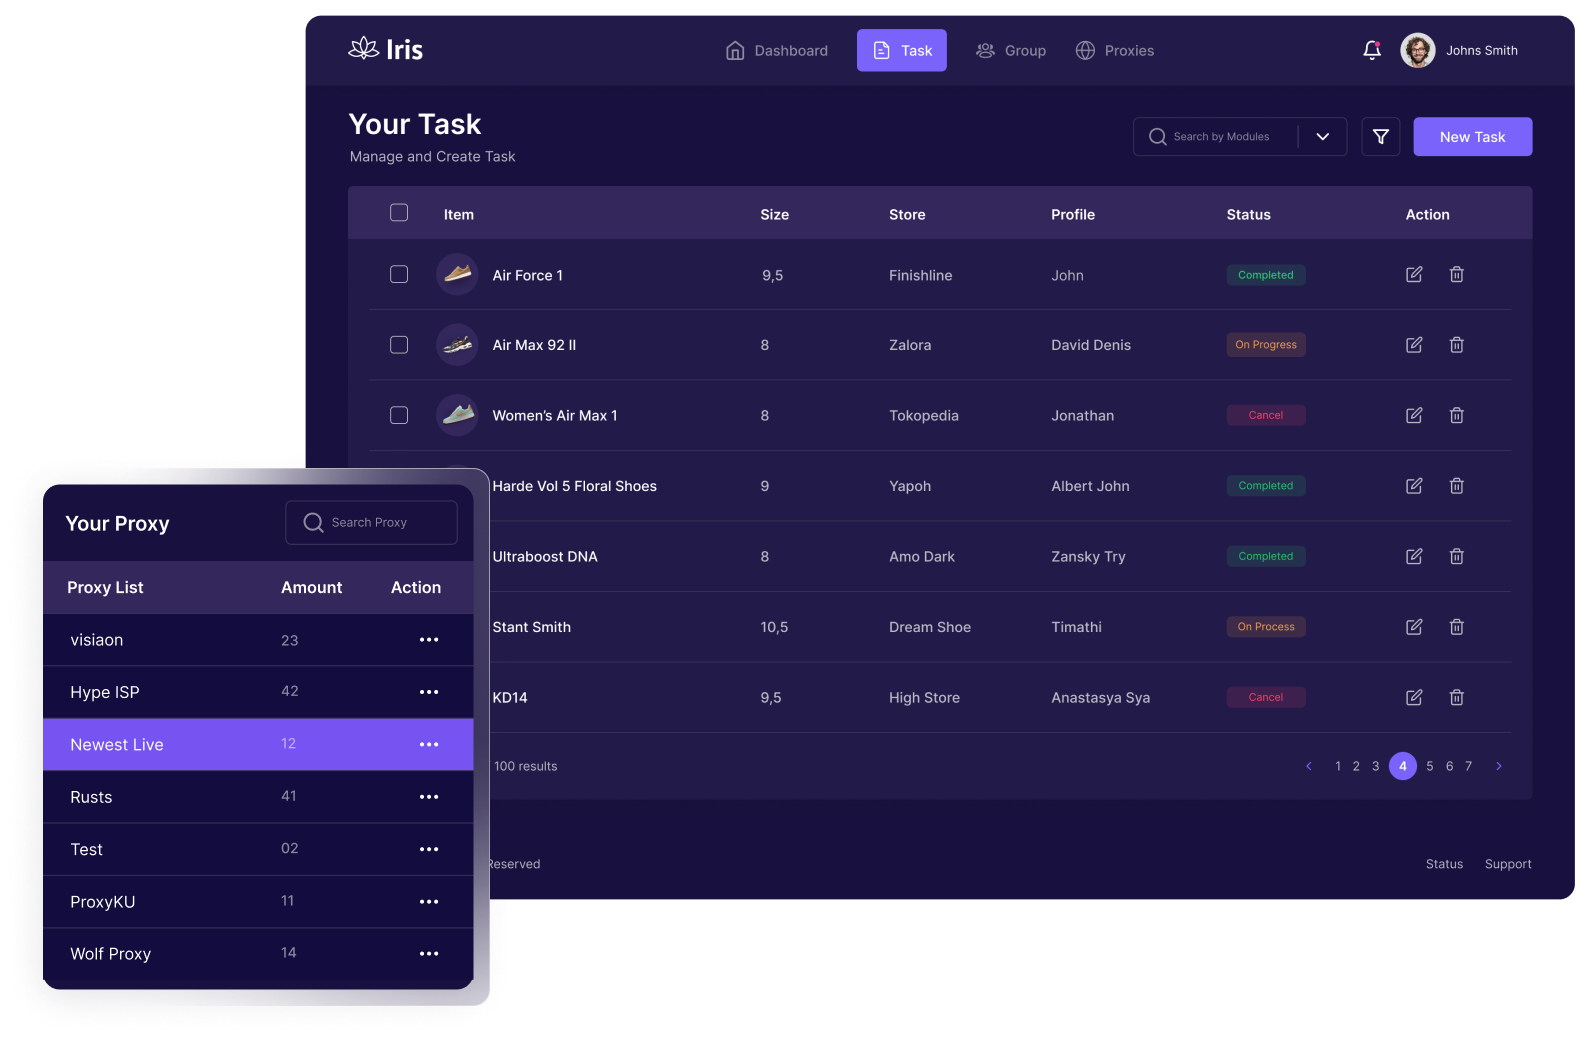 Iris
Dashboard
Task
Group
Proxies
Johns Smith
Your Task
Manage and Create Task
Search by Modules
New Task
Item Size Store Profile Status Action
Air Force 1 9,5 Finishline John Completed
Air Max 92 II 8 Zalora David Denis On Progress
Women's Air Max 1 8 Tokopedia Jonathan Cancel
Harde Vol 5 Floral Shoes 9 Yapoh Albert John Completed
Ultraboost DNA 8 Amo Dark Zansky Try Completed
Stant Smith 10,5 Dream Shoe Timathi On Process
KD14 9,5 High Store Anastasya Sya Cancel
100 results
< 1 2 3 4 5 6 7 >
Reserved
Status Support
Your Proxy
Search Proxy
Proxy List Amount Action
visiaon 23
Hype ISP 42
Newest Live 12
Rusts 41
Test 02
ProxyKU 11
Wolf Proxy 14